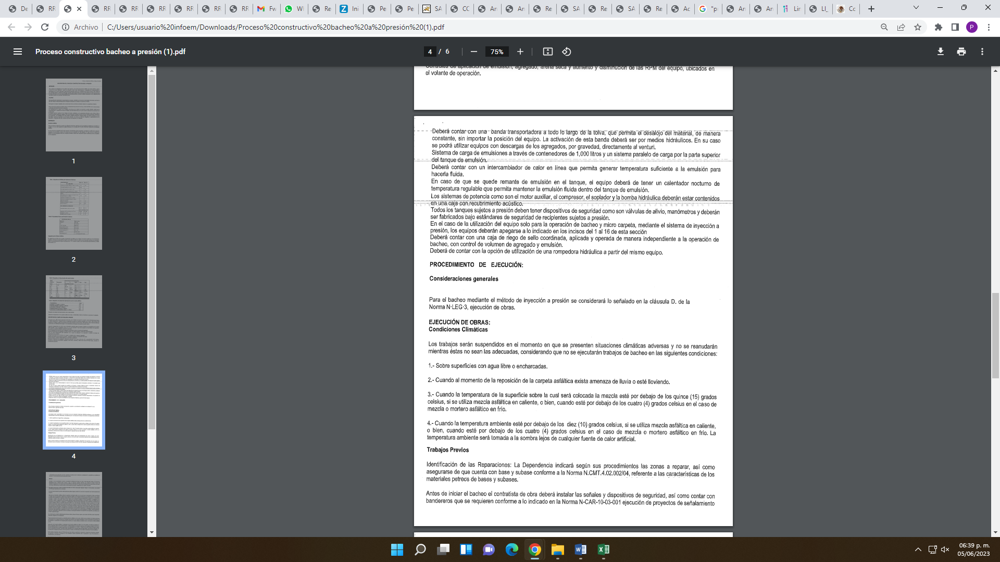 De RR RR RR RR RR RR RR Fw W Re Ini Pe Pe SA CC An An Re SA Re SA Re Ac "p An An Lin LI_ Cc
Archivo C:/Users/usuario%20infoem/Downloads/Proceso%20constructivo%20bacheo%20a%20presión%20(1).pdf P
Proceso constructivo bacheo a presión (1).pdf 4 / 6 75%
1
2
3
4
Controles de aplicación de emulsión, agregado, arena seca y aumento y disminución de las RPM del equipo, ubicados en
el volante de operación.
Deberá contar con una banda transportadora a todo lo largo de la tolva, que permita el desalojo del material, de manera
constante, sin importar la posición del equipo. La activación de esta banda deberá ser por medios hidráulicos. En su caso
se podrá utilizar equipos con descargas de los agregados, por gravedad, directamente al venturi.
Sistema de carga de emulsiones a través de contenedores de 1,000 litros y un sistema paralelo de carga por la parte superior
del tanque de emulsión.
Deberá contar con un intercambiador de calor en línea que permita generar temperatura suficiente a la emulsión para
hacerla fluida.
En caso de que se quede remante de emulsión en el tanque, el equipo deberá de tener un calentador nocturno de
temperatura regulable que permita mantener la emulsión fluida dentro del tanque de emulsión.
Los sistemas de potencia como son el motor auxiliar, el compresor, el soplador y la bomba hidráulica deberán estar contenidos
en una caja con recubrimiento acústico.
Todos los tanques sujetos a presión deben tener dispositivos de seguridad como son válvulas de alivio, manómetros y deberán
ser fabricados bajo estándares de seguridad de recipientes sujetos a presión.
En el caso de la utilización del equipo solo para la operación de bacheo y micro carpeta, mediante el sistema de inyección a
presión, los equipos deberán apegarse a lo indicado en los incisos del 1 al 16 de esta sección
Deberá contar con una caja de riego de sello coordinada, aplicada y operada de manera independiente a la operación de
bacheo, con control de volumen de agregado y emulsión.
Deberá de contar con la opción de utilización de una rompedora hidráulica a partir del mismo equipo.
PROCEDIMIENTO DE EJECUCIÓN:
Consideraciones generales
Para el bacheo mediante el método de inyección a presión se considerará lo señalado en la cláusula D. de la
Norma N·LEG·3, ejecución de obras.
EJECUCIÓN DE OBRAS:
Condiciones Climáticas
Los trabajos serán suspendidos en el momento en que se presenten situaciones climáticas adversas y no se reanudarán
mientras éstas no sean las adecuadas, considerando que no se ejecutarán trabajos de bacheo en las siguientes condiciones:
1.- Sobre superficies con agua libre o encharcadas.
2.- Cuando al momento de la reposición de la carpeta asfáltica exista amenaza de lluvia o esté lloviendo.
3.- Cuando la temperatura de la superficie sobre la cual será colocada la mezcla esté por debajo de los quince (15) grados
celsius, si se utiliza mezcla asfáltica en caliente, o bien, cuando esté por debajo de los cuatro (4) grados celsius en el caso de
mezcla o mortero asfáltico en frío.
4.- Cuando la temperatura ambiente esté por debajo de los diez (10) grados celsius, si se utiliza mezcla asfáltica en caliente,
o bien, cuando esté por debajo de los cuatro (4) grados celsius en el caso de mezcla o mortero asfáltico en frío. La
temperatura ambiente será tomada a la sombra lejos de cualquier fuente de calor artificial.
Trabajos Previos
Identificación de las Reparaciones: La Dependencia indicará según sus procedimientos las zonas a reparar, así como
asegurarse de que cuenta con base y subase conforme a la Norma N.CMT.4.02.002/04, referente a las características de los
materiales petreos de bases y subases.
Antes de iniciar el bacheo el contratista de obra deberá instalar las señales y dispositivos de seguridad, así como contar con
bandereros que se requieren conforme a lo indicado en la Norma N-CAR-10-03-001 ejecución de proyectos de señalamiento
06:39 p. m.
05/06/2023